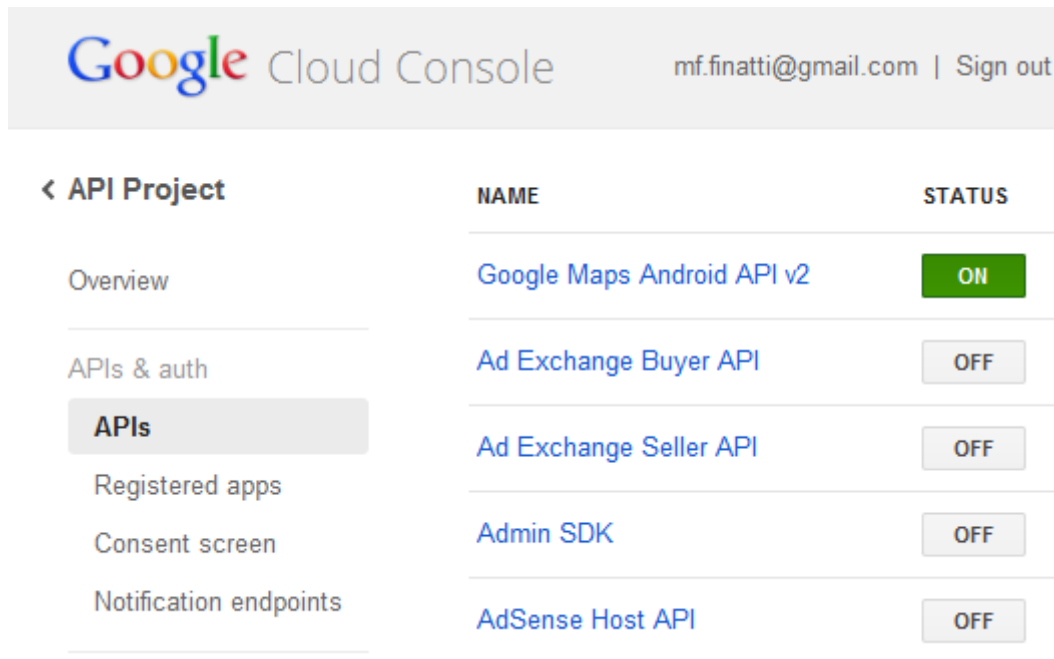 Google Cloud Console mf.finatti@gmail.com | Sign out
< API Project
Overview
APIs & auth
APIs
Registered apps
Consent screen
Notification endpoints
NAME STATUS
Google Maps Android API v2 ON
Ad Exchange Buyer API OFF
Ad Exchange Seller API OFF
Admin SDK OFF
AdSense Host API OFF